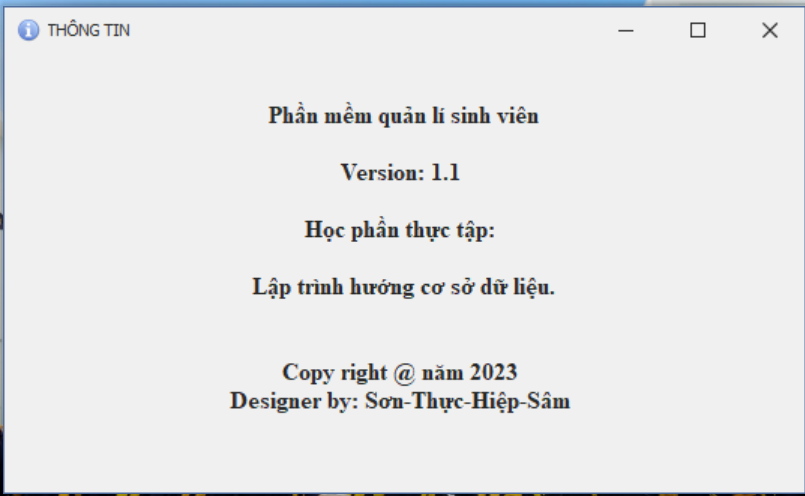 THÔNG TIN
Phần mềm quản lí sinh viên
Version: 1.1
Học phần thực tập:
Lập trình hướng cơ sở dữ liệu.
Copy right @ năm 2023
Designer by: Sơn-Thực-Hiệp-Sâm